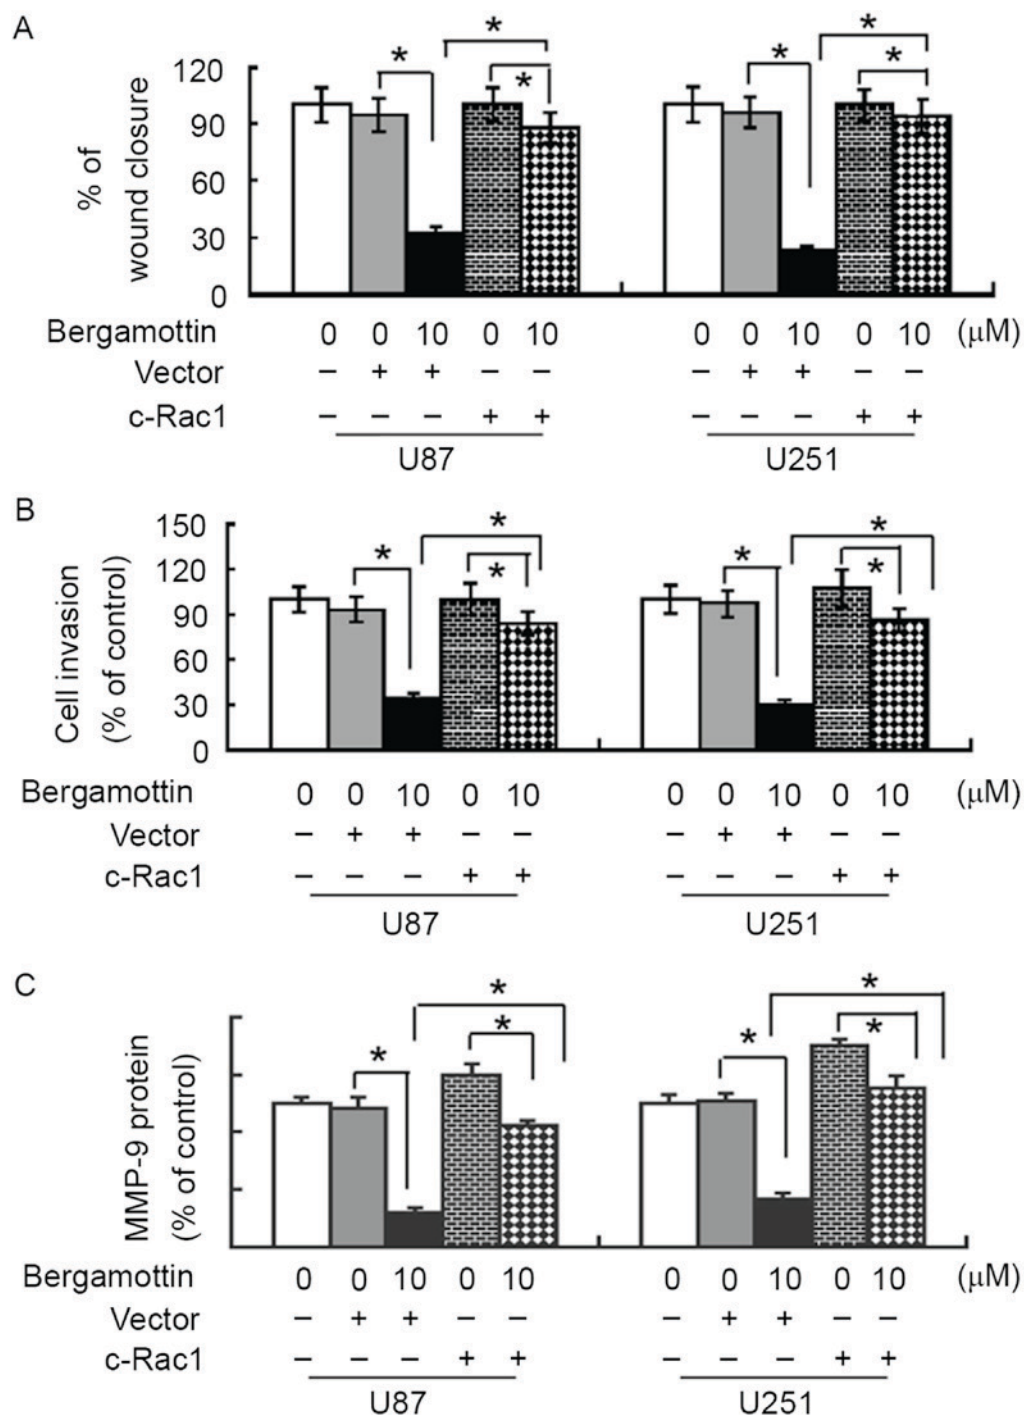 A
% of
wound closure
120
90
60
30
0
* * * * * *
Bergamottin 0 0 10 0 10 0 0 10 0 10 (μM)
Vector – + + – – – + + – –
c-Rac1 – – – + + – – – + +
U87 U251
B
Cell invasion
(% of control)
150
120
90
60
30
0
* * * * * *
Bergamottin 0 0 10 0 10 0 0 10 0 10 (μM)
Vector – + + – – – + + – –
c-Rac1 – – – + + – – – + +
U87 U251
C
MMP-9 protein
(% of control)
* * * * * *
Bergamottin 0 0 10 0 10 0 0 10 0 10 (μM)
Vector – + + – – – + + – –
c-Rac1 – – – + + – – – + +
U87 U251